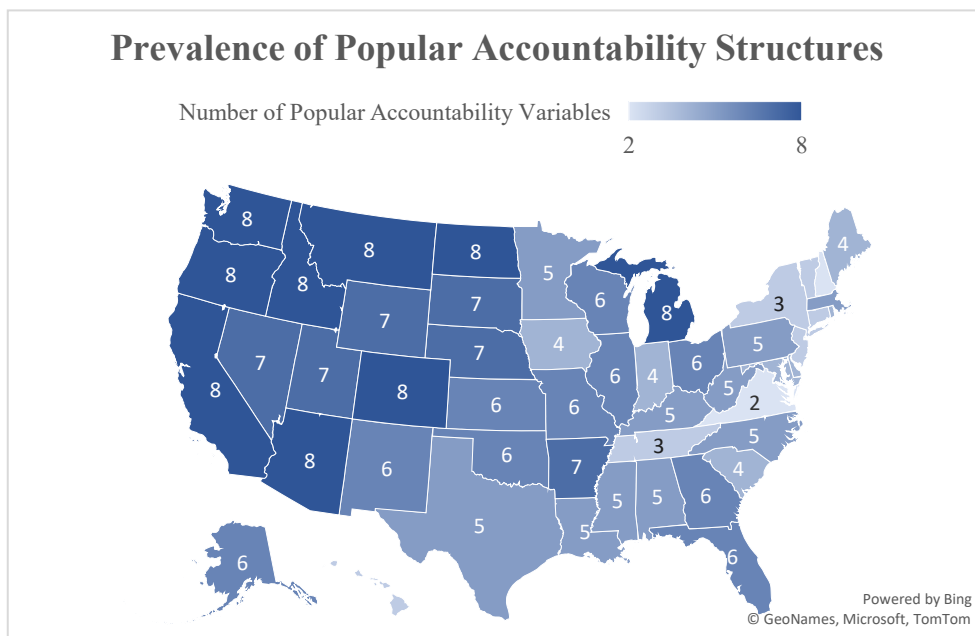 Prevalence of Popular Accountability Structures
Number of Popular Accountability Variables
2 8
8 8 8 5 4
8 8 7 6 8 3
7 7 4 5
8 7 7 8 6 6 6 4 6 5 2
8 6 6 7 3 5 5
5 5 5 5 6 4
6 6
Powered by Bing
© GeoNames, Microsoft, TomTom